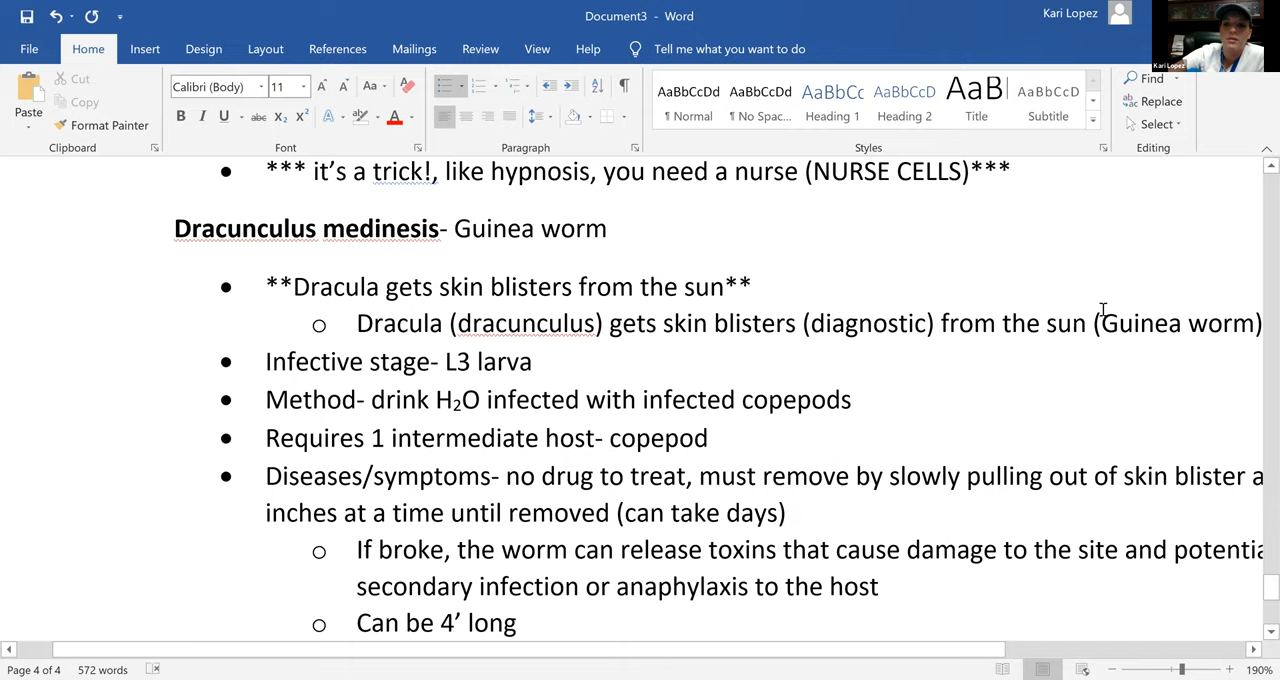 Document3 - Word
Kari Lopez
Kari Lopez
File Home Insert Design Layout References Mailings Review View Help Tell me what you want to do
Paste
Cut
Copy
Format Painter
Clipboard
Calibri (Body) 11
Font
Paragraph
AaBbCcDd AaBbCcDd AaBbCc AaBbCcD AaB AaBbCcD
¶ Normal ¶ No Spac... Heading 1 Heading 2 Title Subtitle
Styles
Find
Replace
Select
Editing
• *** it’s a trick!, like hypnosis, you need a nurse (NURSE CELLS)***
Dracunculus medinesis- Guinea worm
• **Dracula gets skin blisters from the sun**
o Dracula (dracunculus) gets skin blisters (diagnostic) from the sun (Guinea worm)
• Infective stage- L3 larva
• Method- drink H₂O infected with infected copepods
• Requires 1 intermediate host- copepod
• Diseases/symptoms- no drug to treat, must remove by slowly pulling out of skin blister a
inches at a time until removed (can take days)
o If broke, the worm can release toxins that cause damage to the site and potentia
secondary infection or anaphylaxis to the host
o Can be 4’ long
Page 4 of 4 572 words 190%